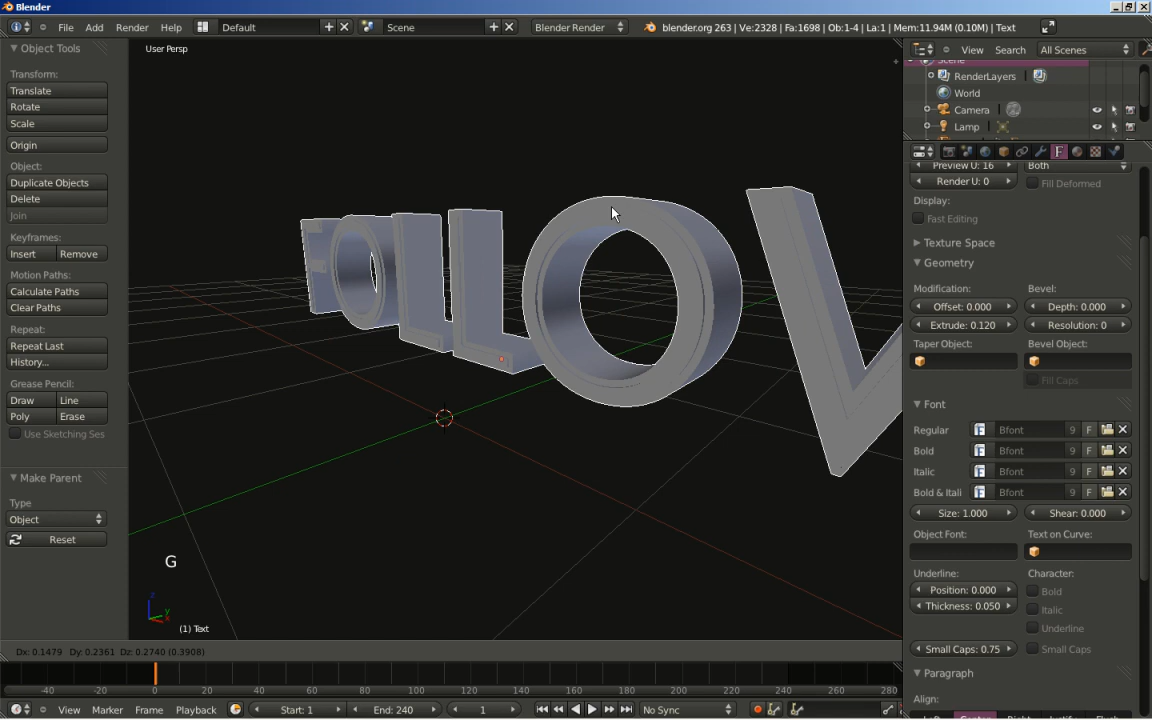 Blender
File Add Render Help Default Scene Blender Render blender.org 263 | Ve:2328 | Fa:1698 | Ob:1-4 | La:1 | Mem:11.94M (0.10M) | Text
Object Tools
Transform:
Translate
Rotate
Scale
Origin
Object:
Duplicate Objects
Delete
Join
Keyframes:
Insert Remove
Motion Paths:
Calculate Paths
Clear Paths
Repeat:
Repeat Last
History...
Grease Pencil:
Draw Line
Poly Erase
Use Sketching Ses
Make Parent
Type
Object
Reset
User Persp
FOLLOW
G
z
y
x
(1) Text
Dx: 0.1479 Dy: 0.2361 Dz: 0.2740 (0.3908)
View Search All Scenes
Scene
RenderLayers
World
Camera
Lamp
F
Preview U: 16 Both
Render U: 0 Fill Deformed
Display:
Fast Editing
Texture Space
Geometry
Modification: Bevel:
Offset: 0.000 Depth: 0.000
Extrude: 0.120 Resolution: 0
Taper Object: Bevel Object:
Fill Caps
Font
Regular Bfont 9 F
Bold Bfont 9 F
Italic Bfont 9 F
Bold & Itali Bfont 9 F
Size: 1.000 Shear: 0.000
Object Font: Text on Curve:
Underline: Character:
Position: 0.000 Bold
Thickness: 0.050 Italic
Underline
Small Caps: 0.75 Small Caps
Paragraph
Align:
-40 -20 0 20 40 60 80 100 120 140 160 180 200 220 240 260 280
View Marker Frame Playback Start: 1 End: 240 1 No Sync